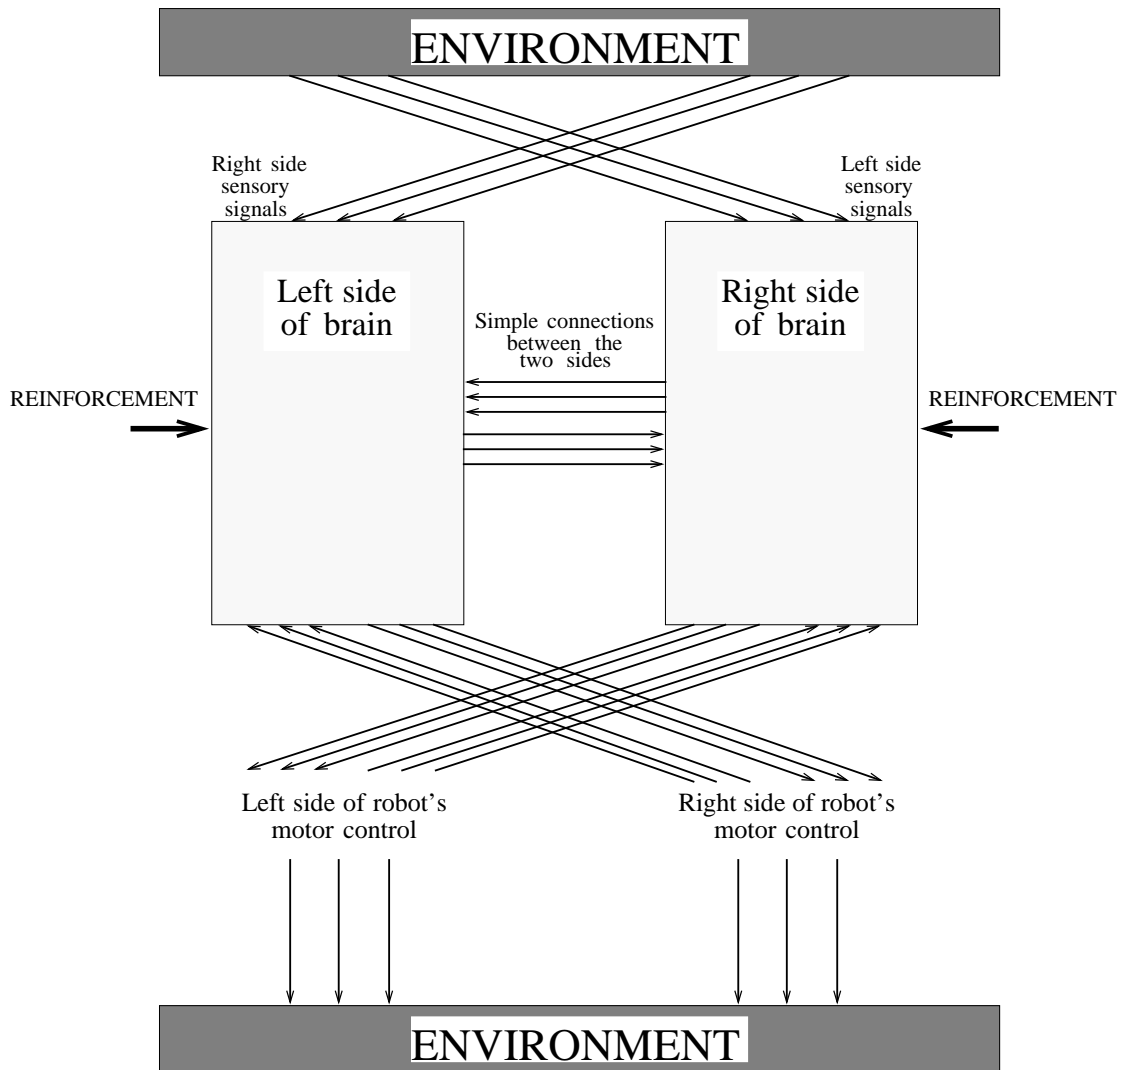 ENVIRONMENT
Right side
sensory
signals
Left side
sensory
signals
Left side
of brain
Right side
of brain
Simple connections
between the
two sides
REINFORCEMENT
REINFORCEMENT
Left side of robot's
motor control
Right side of robot's
motor control
ENVIRONMENT